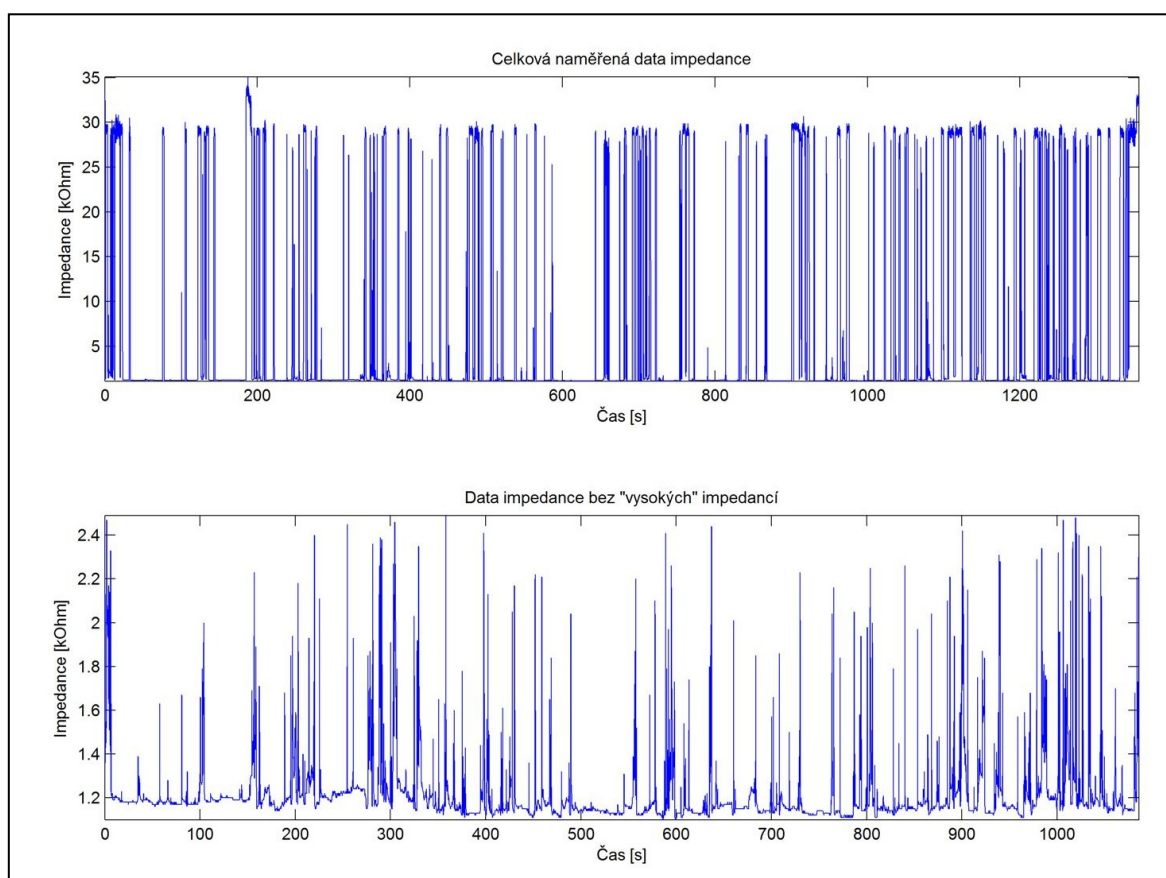 Celková naměřená data impedance
Impedance [kOhm]
35
30
25
20
15
10
5
0 200 400 600 800 1000 1200
Čas [s]
Data impedance bez "vysokých" impedancí
Impedance [kOhm]
2.4
2.2
2
1.8
1.6
1.4
1.2
0 100 200 300 400 500 600 700 800 900 1000
Čas [s]